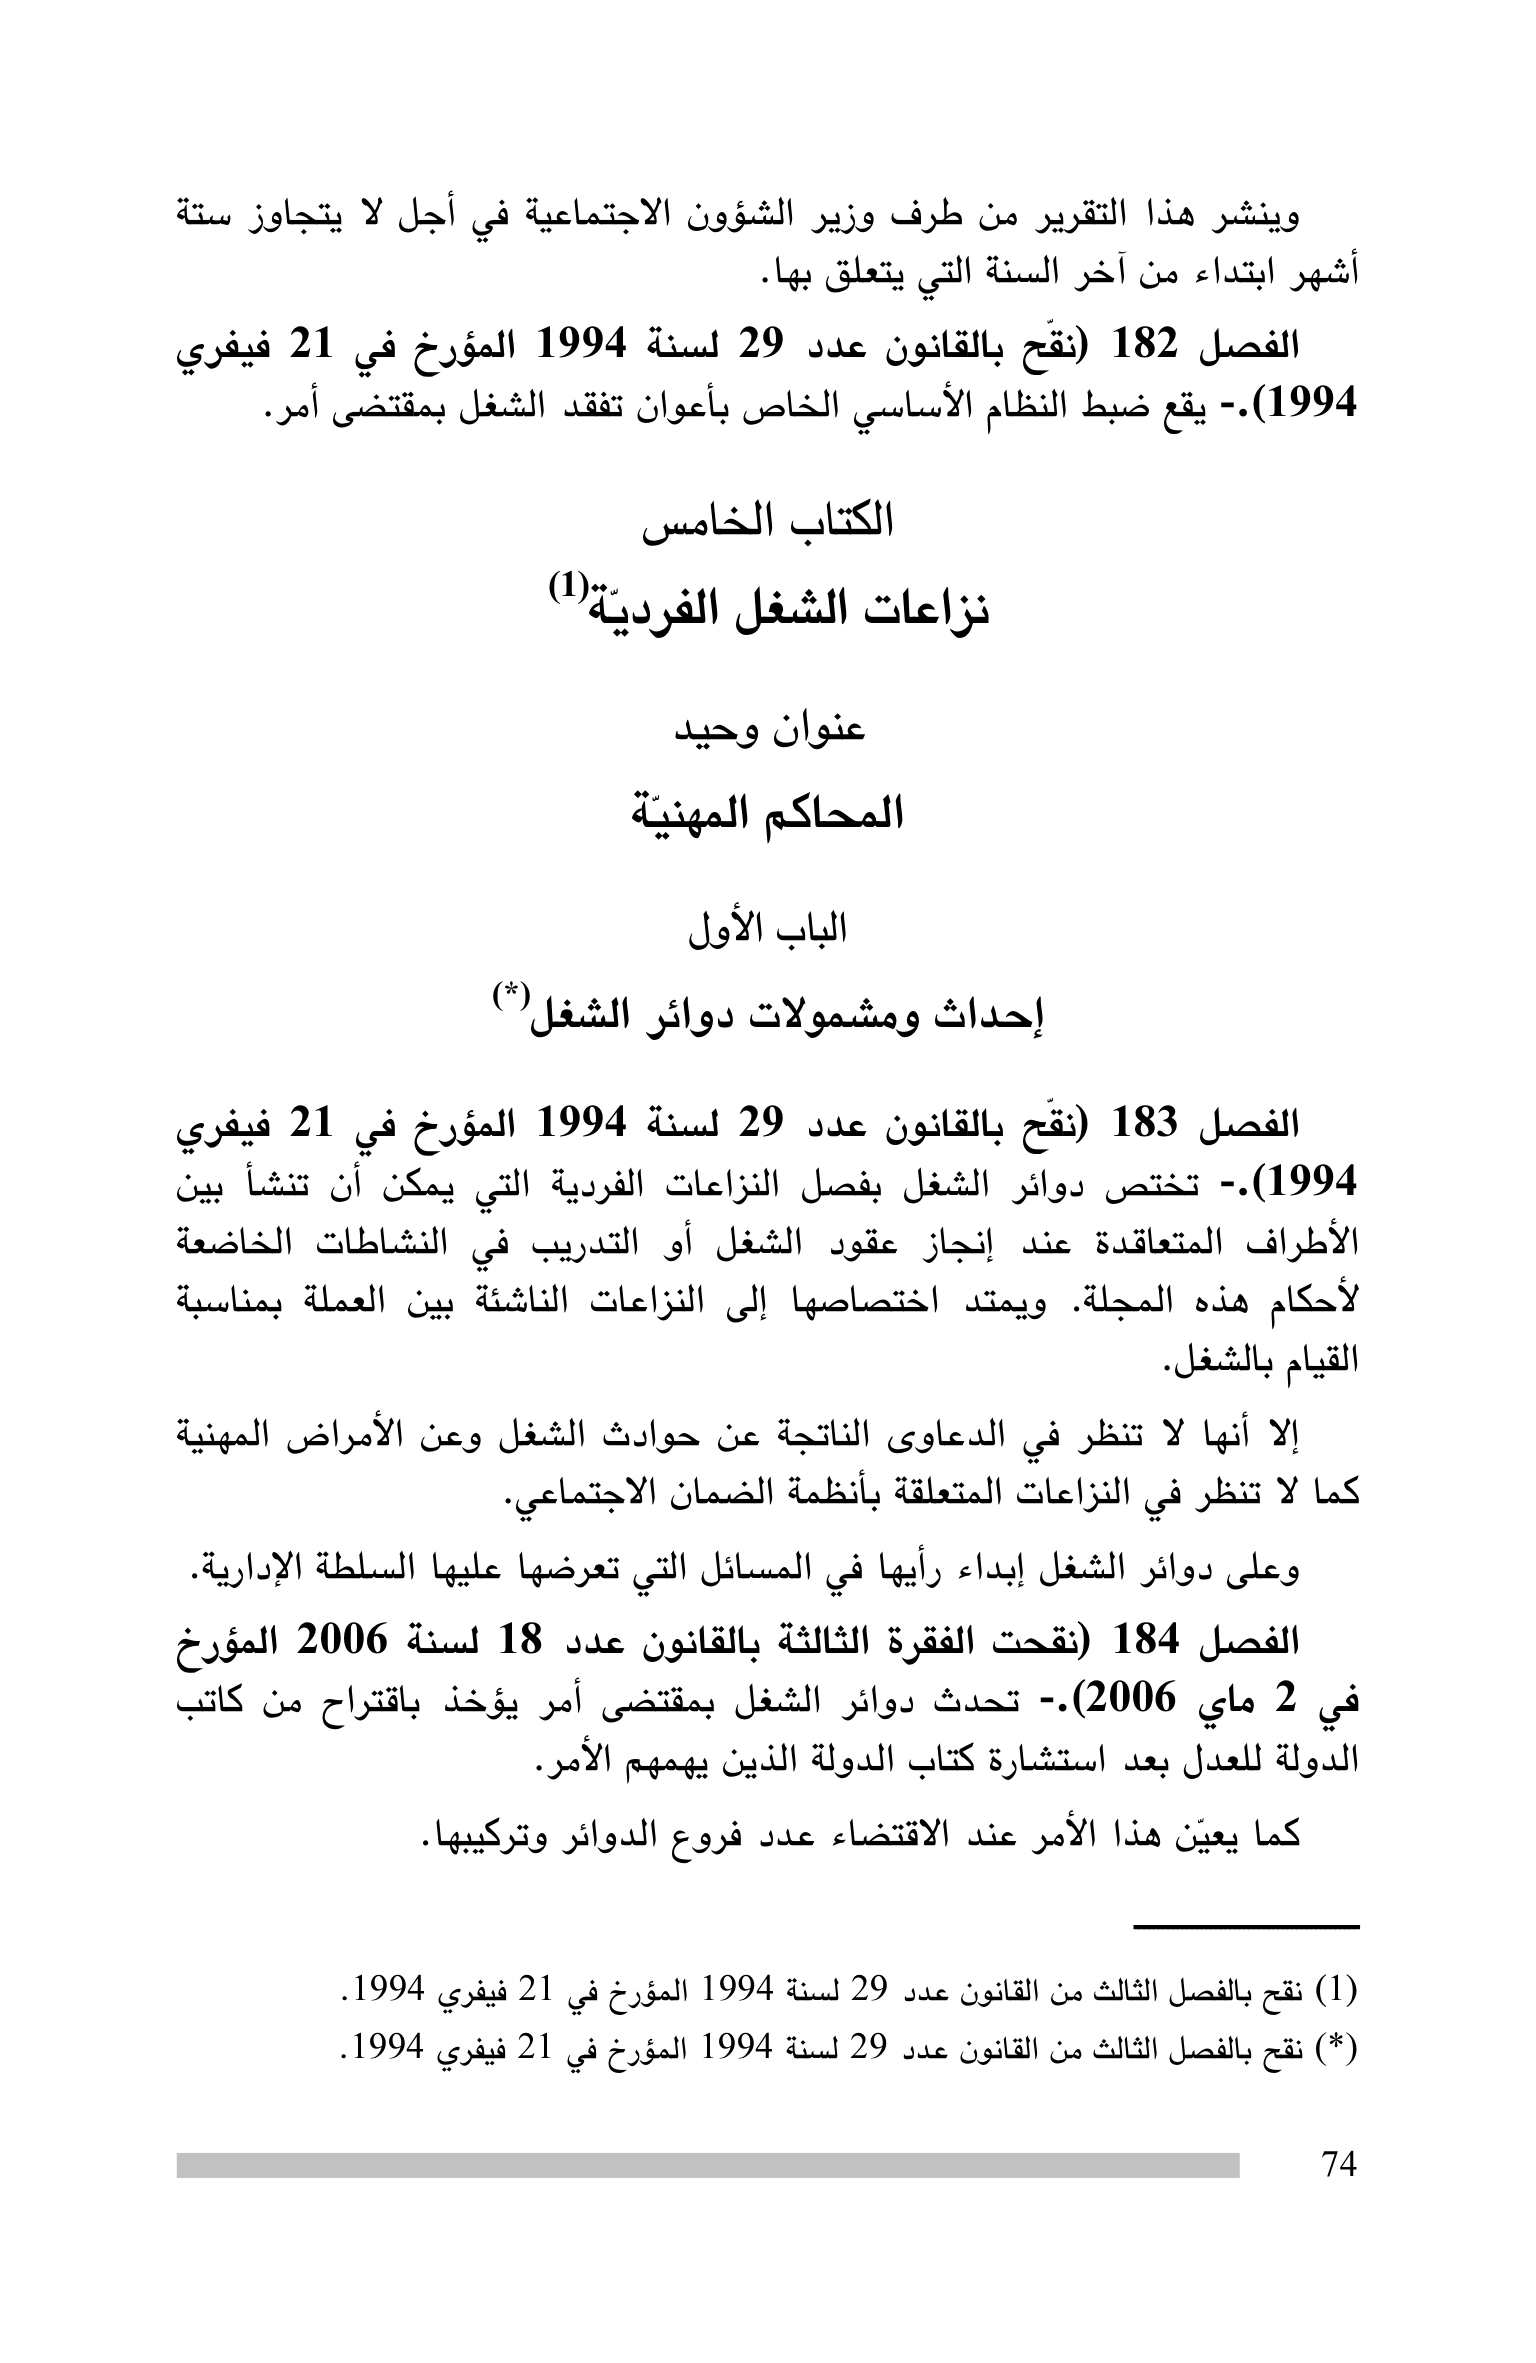 وينشر هذا التقرير من طرف وزير الشؤون الاجتماعية في أجل لا يتجاوز ستة
أشهر ابتداء من آخر السنة التي يتعلق بها.
الفصل 182 (نقّح بالقانون عدد 29 لسنة 1994 المؤرخ في 21 فيفري
1994).- يقع ضبط النظام الأساسي الخاص بأعوان تفقد الشغل بمقتضى أمر.
الكتاب الخامس
نزاعات الشغل الفرديّة(1)
عنوان وحيد
المحاكم المهنيّة
الباب الأول
إحداث ومشمولات دوائر الشغل(*)
الفصل 183 (نقّح بالقانون عدد 29 لسنة 1994 المؤرخ في 21 فيفري
1994).- تختص دوائر الشغل بفصل النزاعات الفردية التي يمكن أن تنشأ بين
الأطراف المتعاقدة عند إنجاز عقود الشغل أو التدريب في النشاطات الخاضعة
لأحكام هذه المجلة. ويمتد اختصاصها إلى النزاعات الناشئة بين العملة بمناسبة
القيام بالشغل.
إلا أنها لا تنظر في الدعاوى الناتجة عن حوادث الشغل وعن الأمراض المهنية
كما لا تنظر في النزاعات المتعلقة بأنظمة الضمان الاجتماعي.
وعلى دوائر الشغل إبداء رأيها في المسائل التي تعرضها عليها السلطة الإدارية.
الفصل 184 (نقحت الفقرة الثالثة بالقانون عدد 18 لسنة 2006 المؤرخ
في 2 ماي 2006).- تحدث دوائر الشغل بمقتضى أمر يؤخذ باقتراح من كاتب
الدولة للعدل بعد استشارة كتاب الدولة الذين يهمهم الأمر.
كما يعيّن هذا الأمر عند الاقتضاء عدد فروع الدوائر وتركيبها.
(1) نقح بالفصل الثالث من القانون عدد 29 لسنة 1994 المؤرخ في 21 فيفري 1994.
(*) نقح بالفصل الثالث من القانون عدد 29 لسنة 1994 المؤرخ في 21 فيفري 1994.
74